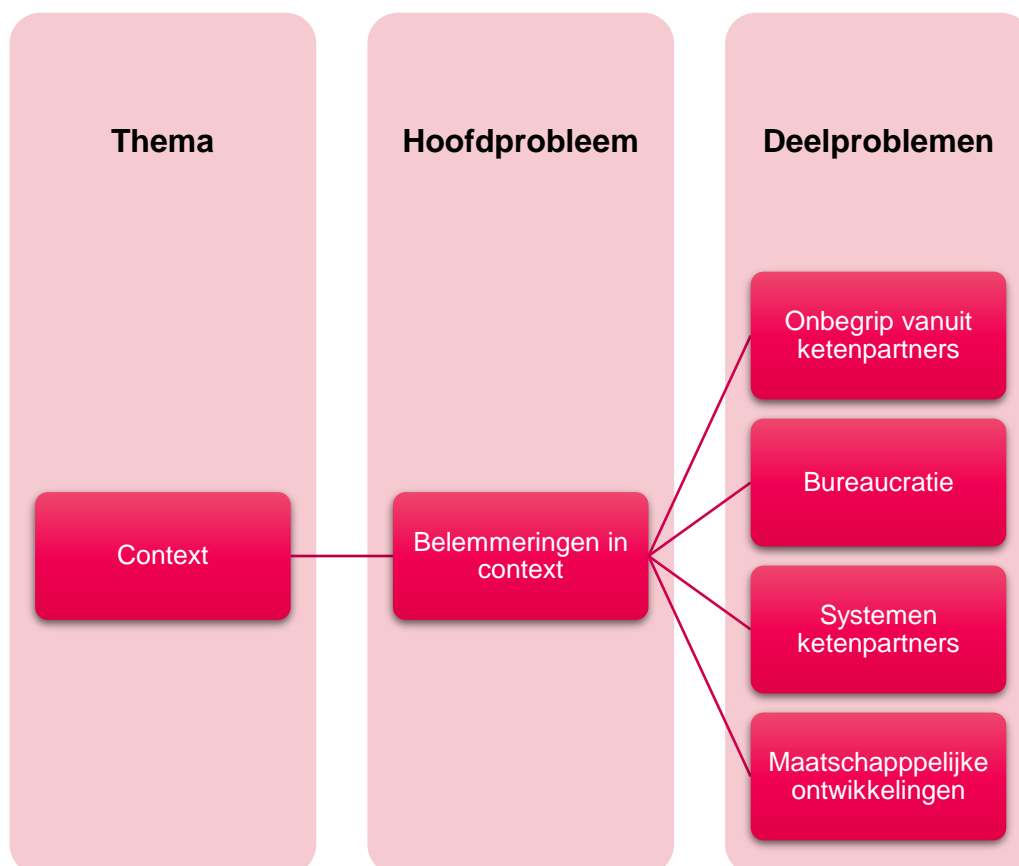 Thema
Hoofdprobleem
Deelproblemen
Context
Belemmeringen in
context
Onbegrip vanuit
ketenpartners
Bureaucratie
Systemen
ketenpartners
Maatschapppelijke
ontwikkelingen